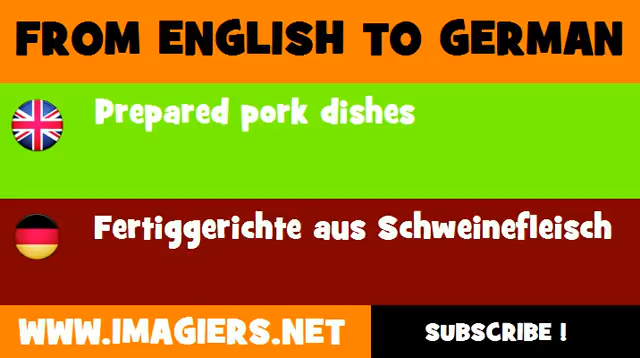 FROM ENGLISH TO GERMAN
Prepared pork dishes
Fertiggerichte aus Schweinefleisch
WWW.IMAGIERS.NET
SUBSCRIBE !